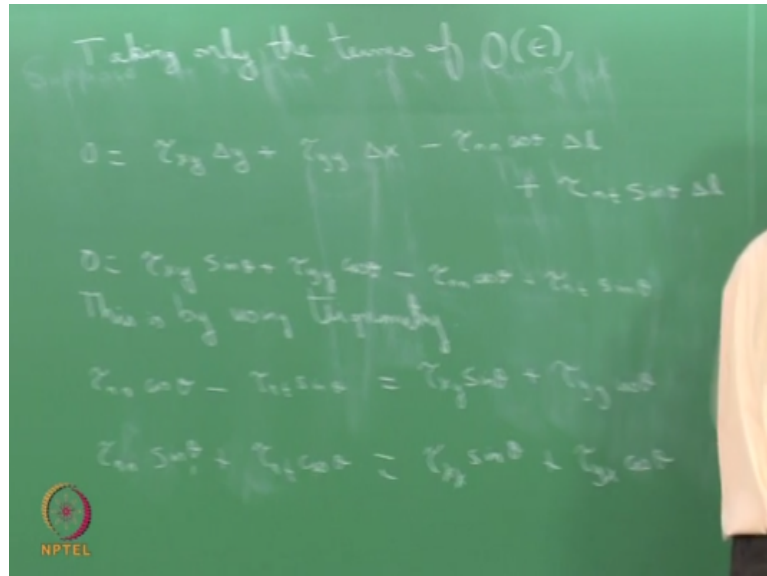 Taking only the terms of O(ϵ),
0 = τxy Δy + τyy Δx - τnn cosθ Δl
+ τnt sinθ Δl
0 = τxy sinθ + τyy cosθ - τnn cosθ + τnt sinθ
This is by using Trigonometry
τnn cosθ - τnt sinθ = τxy sinθ + τyy cosθ
τnn sinθ + τnt cosθ = τxx sinθ + τyx cosθ
NPTEL